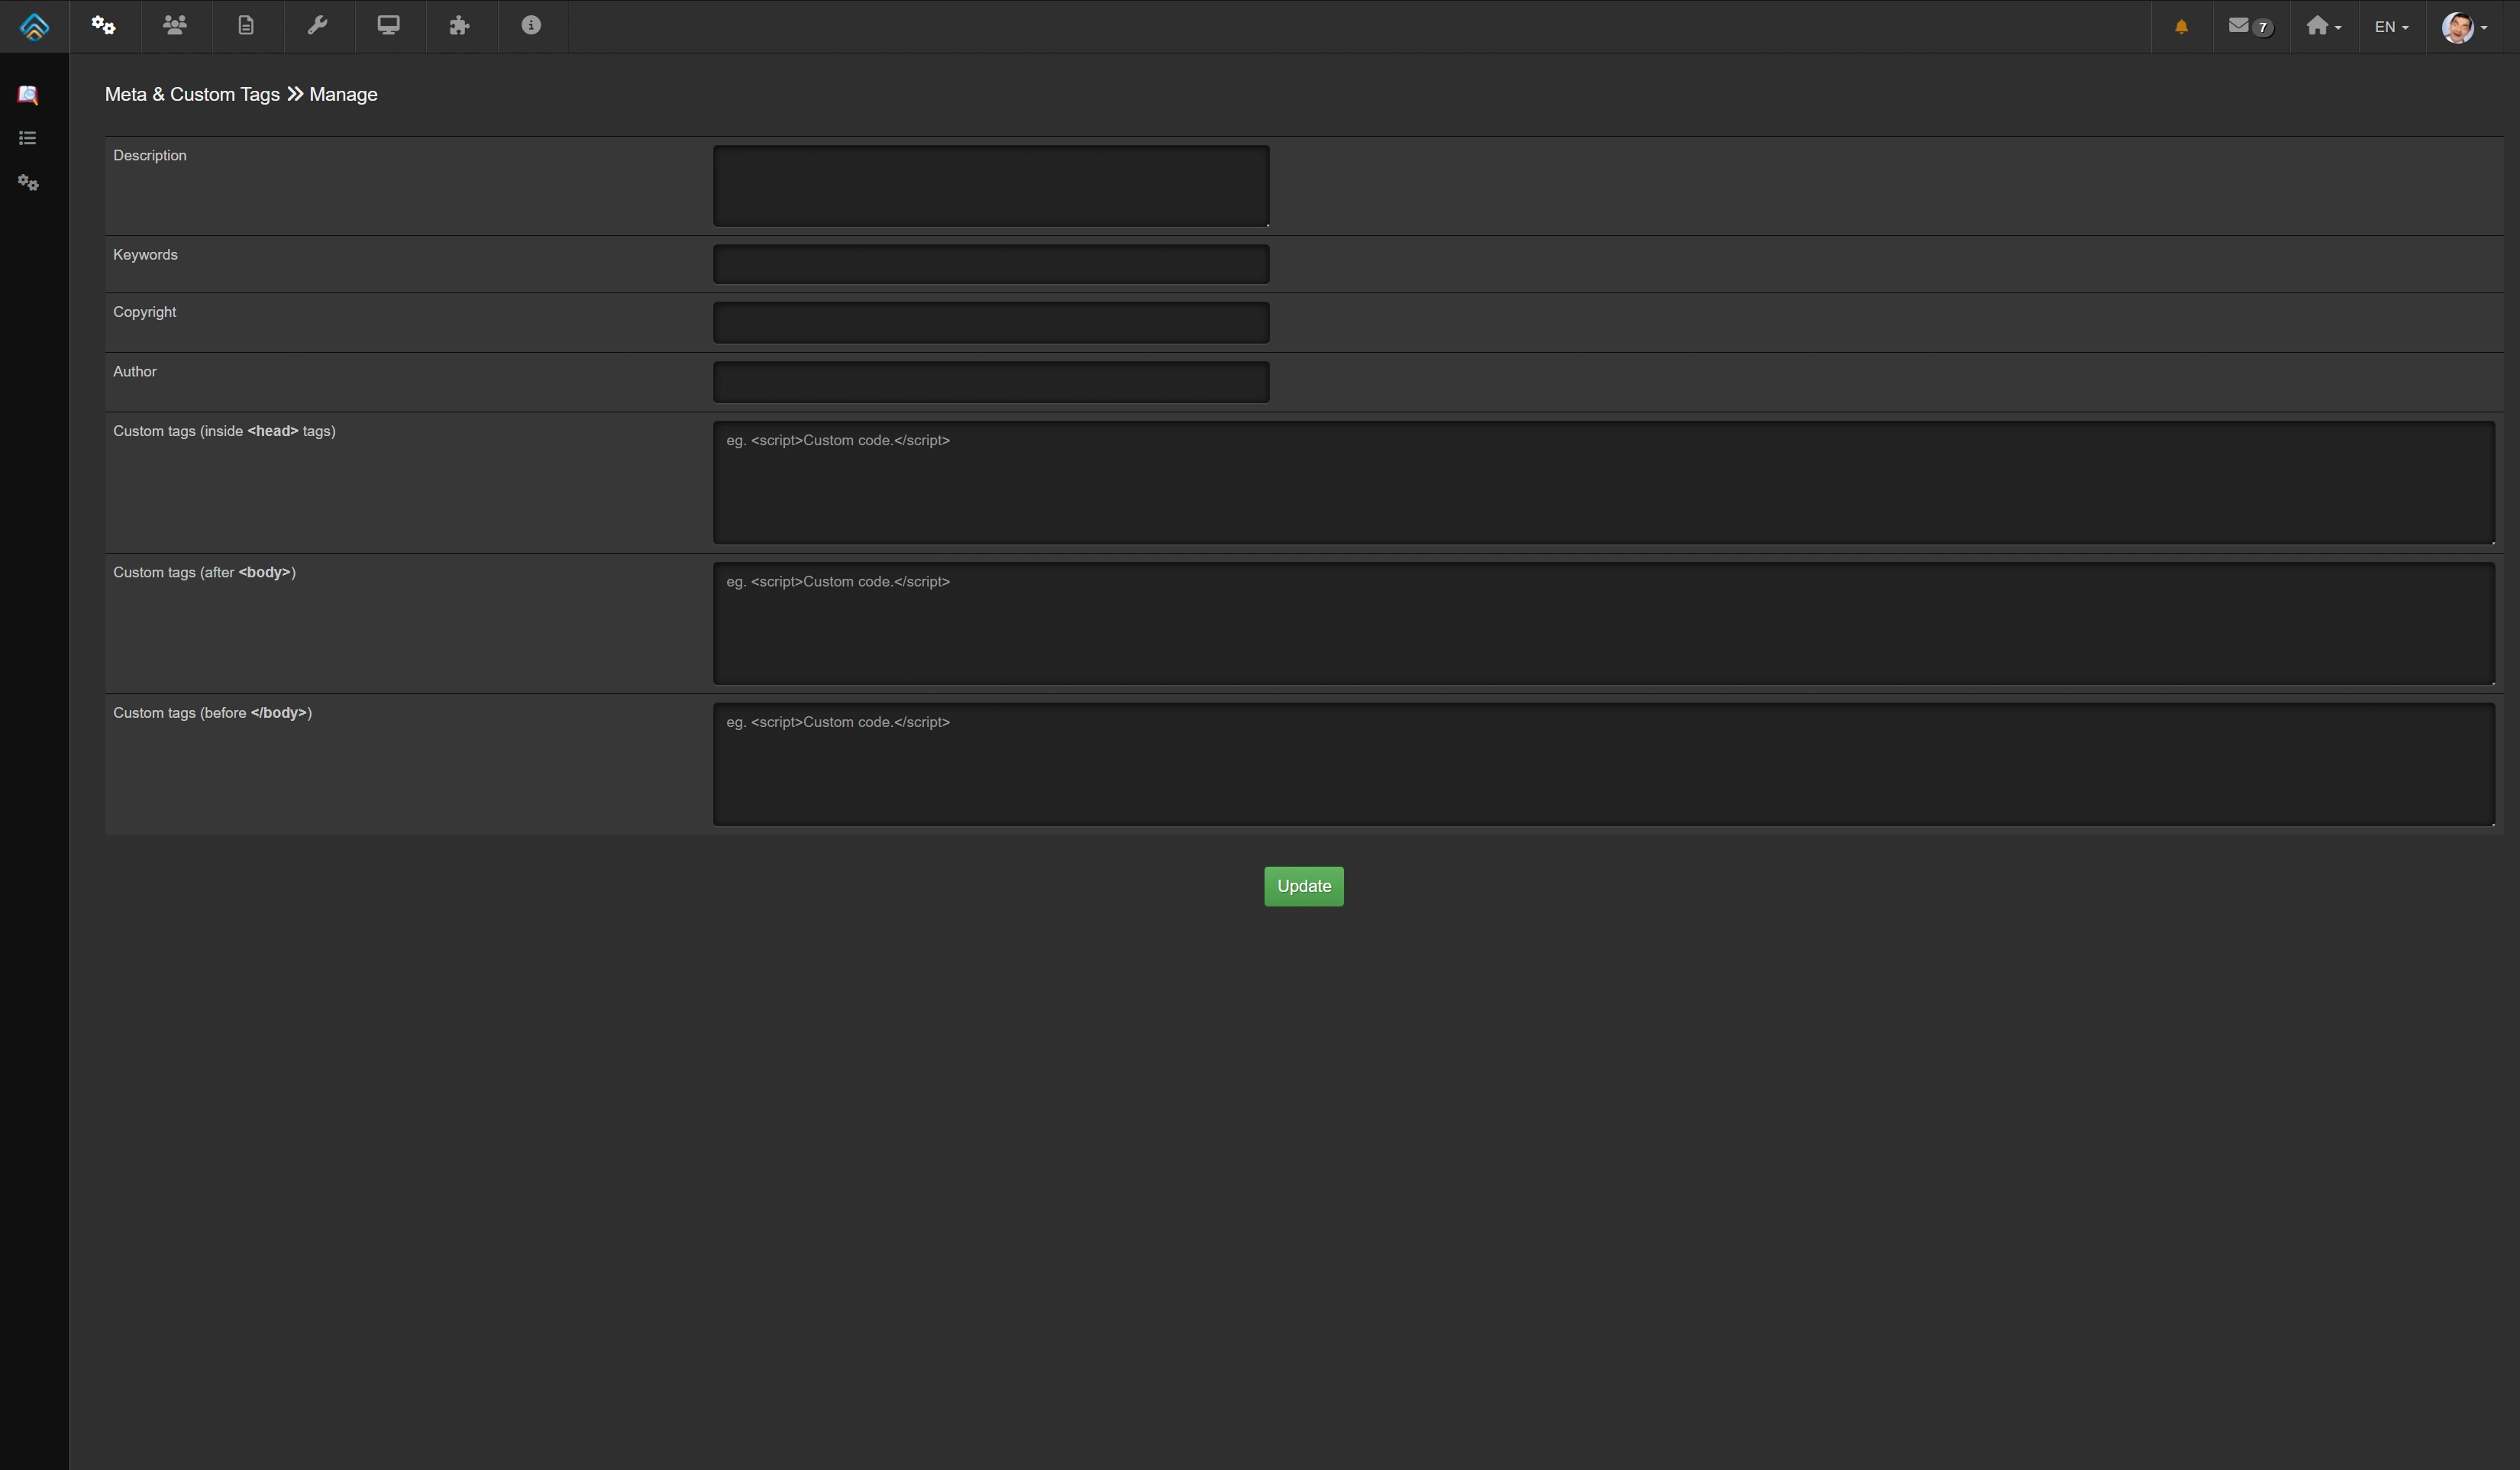 7
EN
Meta & Custom Tags Manage
Description
Keywords
Copyright
Author
Custom tags (inside <head> tags)
eg. <script>Custom code.</script>
Custom tags (after <body>)
eg. <script>Custom code.</script>
Custom tags (before </body>)
eg. <script>Custom code.</script>
Update